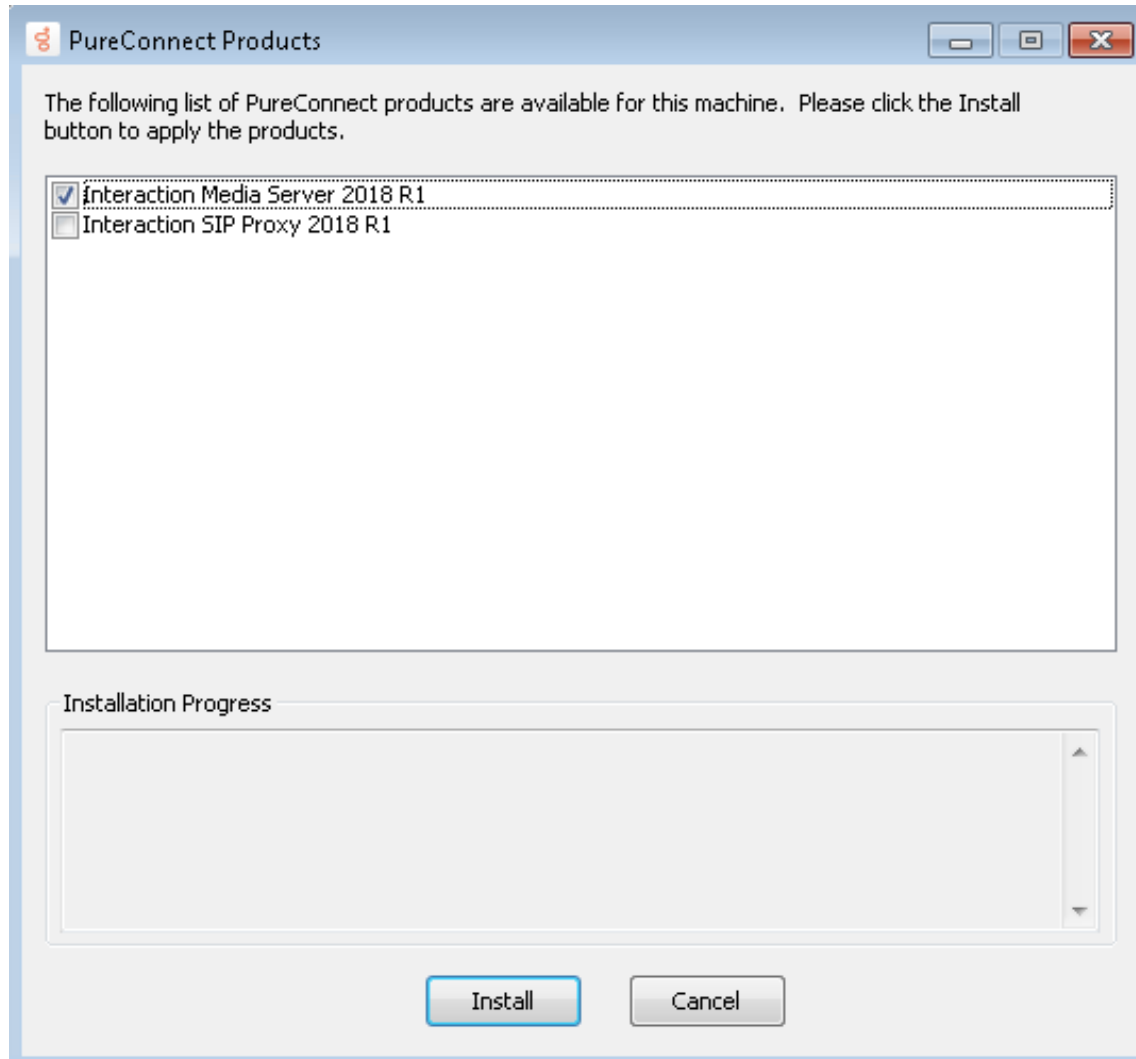 PureConnect Products
The following list of PureConnect products are available for this machine. Please click the Install
button to apply the products.
Interaction Media Server 2018 R1
Interaction SIP Proxy 2018 R1
Installation Progress
Install
Cancel